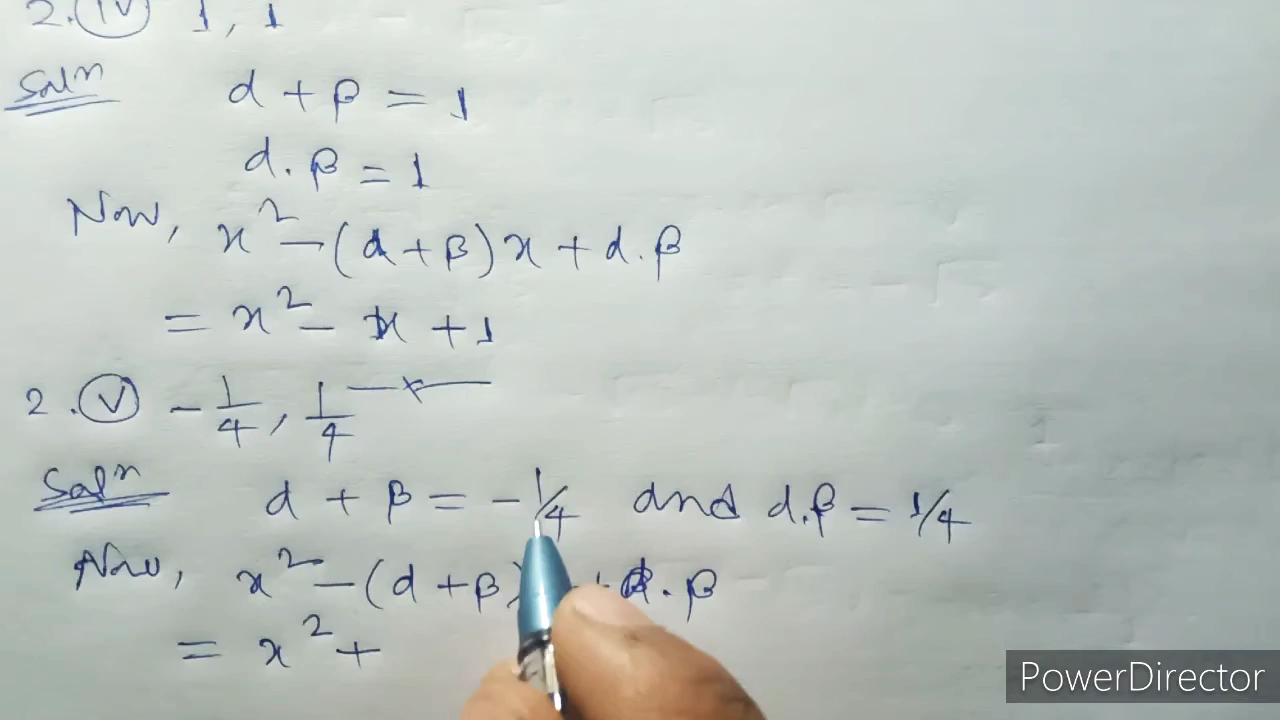 2. (iv) 1, 1
Solⁿ α + β = 1
α . β = 1
Now, x² - (α + β) x + α . β
= x² - x + 1
2 . (v) - 1/4 , 1/4
Solⁿ α + β = - 1/4 and α . β = 1/4
Now, x² - (α + β) + α . β
= x² +
PowerDirector